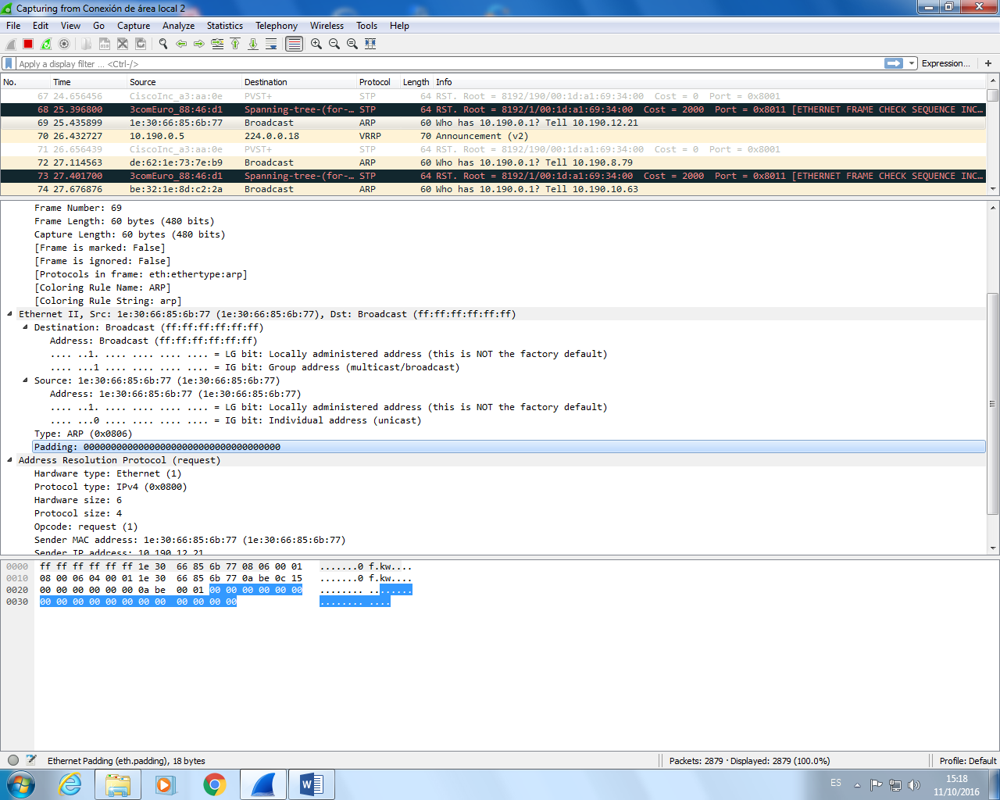 Capturing from Conexión de área local 2
File Edit View Go Capture Analyze Statistics Telephony Wireless Tools Help
Apply a display filter ... <Ctrl-/> Expression... +
No. Time Source Destination Protocol Length Info
67 24.656456 CiscoInc_a3:aa:0e PVST+ STP 64 RST. Root = 8192/190/00:1d:a1:69:34:00 Cost = 0 Port = 0x8001
68 25.396800 3comEuro_88:46:d1 Spanning-tree-(for-… STP 64 RST. Root = 8192/1/00:1d:a1:69:34:00 Cost = 2000 Port = 0x8011 [ETHERNET FRAME CHECK SEQUENCE INC…
69 25.435899 1e:30:66:85:6b:77 Broadcast ARP 60 Who has 10.190.0.1? Tell 10.190.12.21
70 26.432727 10.190.0.5 224.0.0.18 VRRP 70 Announcement (v2)
71 26.656439 CiscoInc_a3:aa:0e PVST+ STP 64 RST. Root = 8192/190/00:1d:a1:69:34:00 Cost = 0 Port = 0x8001
72 27.114563 de:62:1e:73:7e:b9 Broadcast ARP 60 Who has 10.190.0.1? Tell 10.190.8.79
73 27.401700 3comEuro_88:46:d1 Spanning-tree-(for-… STP 64 RST. Root = 8192/1/00:1d:a1:69:34:00 Cost = 2000 Port = 0x8011 [ETHERNET FRAME CHECK SEQUENCE INC…
74 27.676876 be:32:1e:8d:c2:2a Broadcast ARP 60 Who has 10.190.0.1? Tell 10.190.10.63
Frame Number: 69
Frame Length: 60 bytes (480 bits)
Capture Length: 60 bytes (480 bits)
[Frame is marked: False]
[Frame is ignored: False]
[Protocols in frame: eth:ethertype:arp]
[Coloring Rule Name: ARP]
[Coloring Rule String: arp]
Ethernet II, Src: 1e:30:66:85:6b:77 (1e:30:66:85:6b:77), Dst: Broadcast (ff:ff:ff:ff:ff:ff)
Destination: Broadcast (ff:ff:ff:ff:ff:ff)
Address: Broadcast (ff:ff:ff:ff:ff:ff)
.... ..1. .... .... .... .... = LG bit: Locally administered address (this is NOT the factory default)
.... ...1 .... .... .... .... = IG bit: Group address (multicast/broadcast)
Source: 1e:30:66:85:6b:77 (1e:30:66:85:6b:77)
Address: 1e:30:66:85:6b:77 (1e:30:66:85:6b:77)
.... ..1. .... .... .... .... = LG bit: Locally administered address (this is NOT the factory default)
.... ...0 .... .... .... .... = IG bit: Individual address (unicast)
Type: ARP (0x0806)
Padding: 000000000000000000000000000000000000
Address Resolution Protocol (request)
Hardware type: Ethernet (1)
Protocol type: IPv4 (0x0800)
Hardware size: 6
Protocol size: 4
Opcode: request (1)
Sender MAC address: 1e:30:66:85:6b:77 (1e:30:66:85:6b:77)
Sender IP address: 10.190.12.21
0000 ff ff ff ff ff ff 1e 30 66 85 6b 77 08 06 00 01 .......0 f.kw....
0010 08 00 06 04 00 01 1e 30 66 85 6b 77 0a be 0c 15 .......0 f.kw....
0020 00 00 00 00 00 00 0a be 00 01 00 00 00 00 00 00 ........ ........
0030 00 00 00 00 00 00 00 00 00 00 00 00 ........ ....
Ethernet Padding (eth.padding), 18 bytes Packets: 2879 · Displayed: 2879 (100.0%) Profile: Default
ES 15:18
11/10/2016